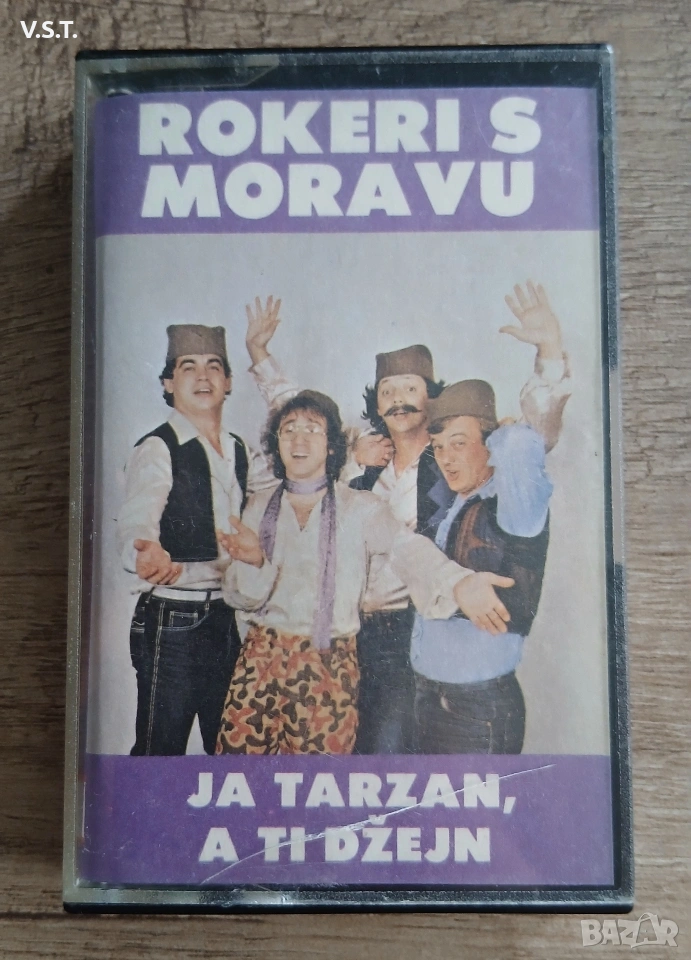 V.S.T.
ROKERI S
MORAVU
JA TARZAN,
A TI DŽEJN
BAZAR